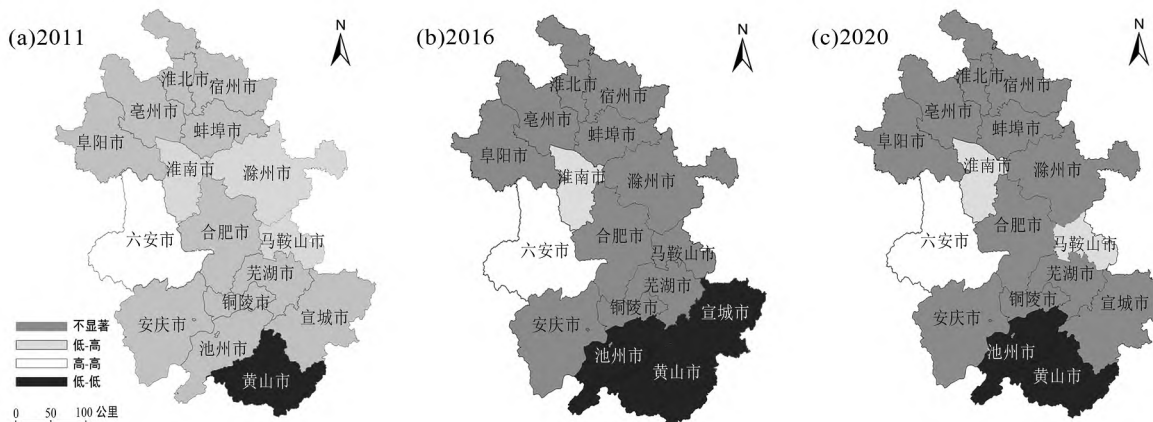 (a)2011
N
淮北市
宿州市
亳州市
蚌埠市
阜阳市
淮南市
滁州市
合肥市
六安市
马鞍山市
芜湖市
铜陵市
宣城市
安庆市
池州市
黄山市
不显著
低-高
高-高
低-低
0 50 100 公里
(b)2016
N
淮北市
宿州市
亳州市
蚌埠市
阜阳市
淮南市
滁州市
合肥市
六安市
马鞍山市
芜湖市
铜陵市
宣城市
安庆市
池州市
黄山市
(c)2020
N
淮北市
宿州市
亳州市
蚌埠市
阜阳市
淮南市
滁州市
合肥市
六安市
马鞍山市
芜湖市
铜陵市
宣城市
安庆市
池州市
黄山市